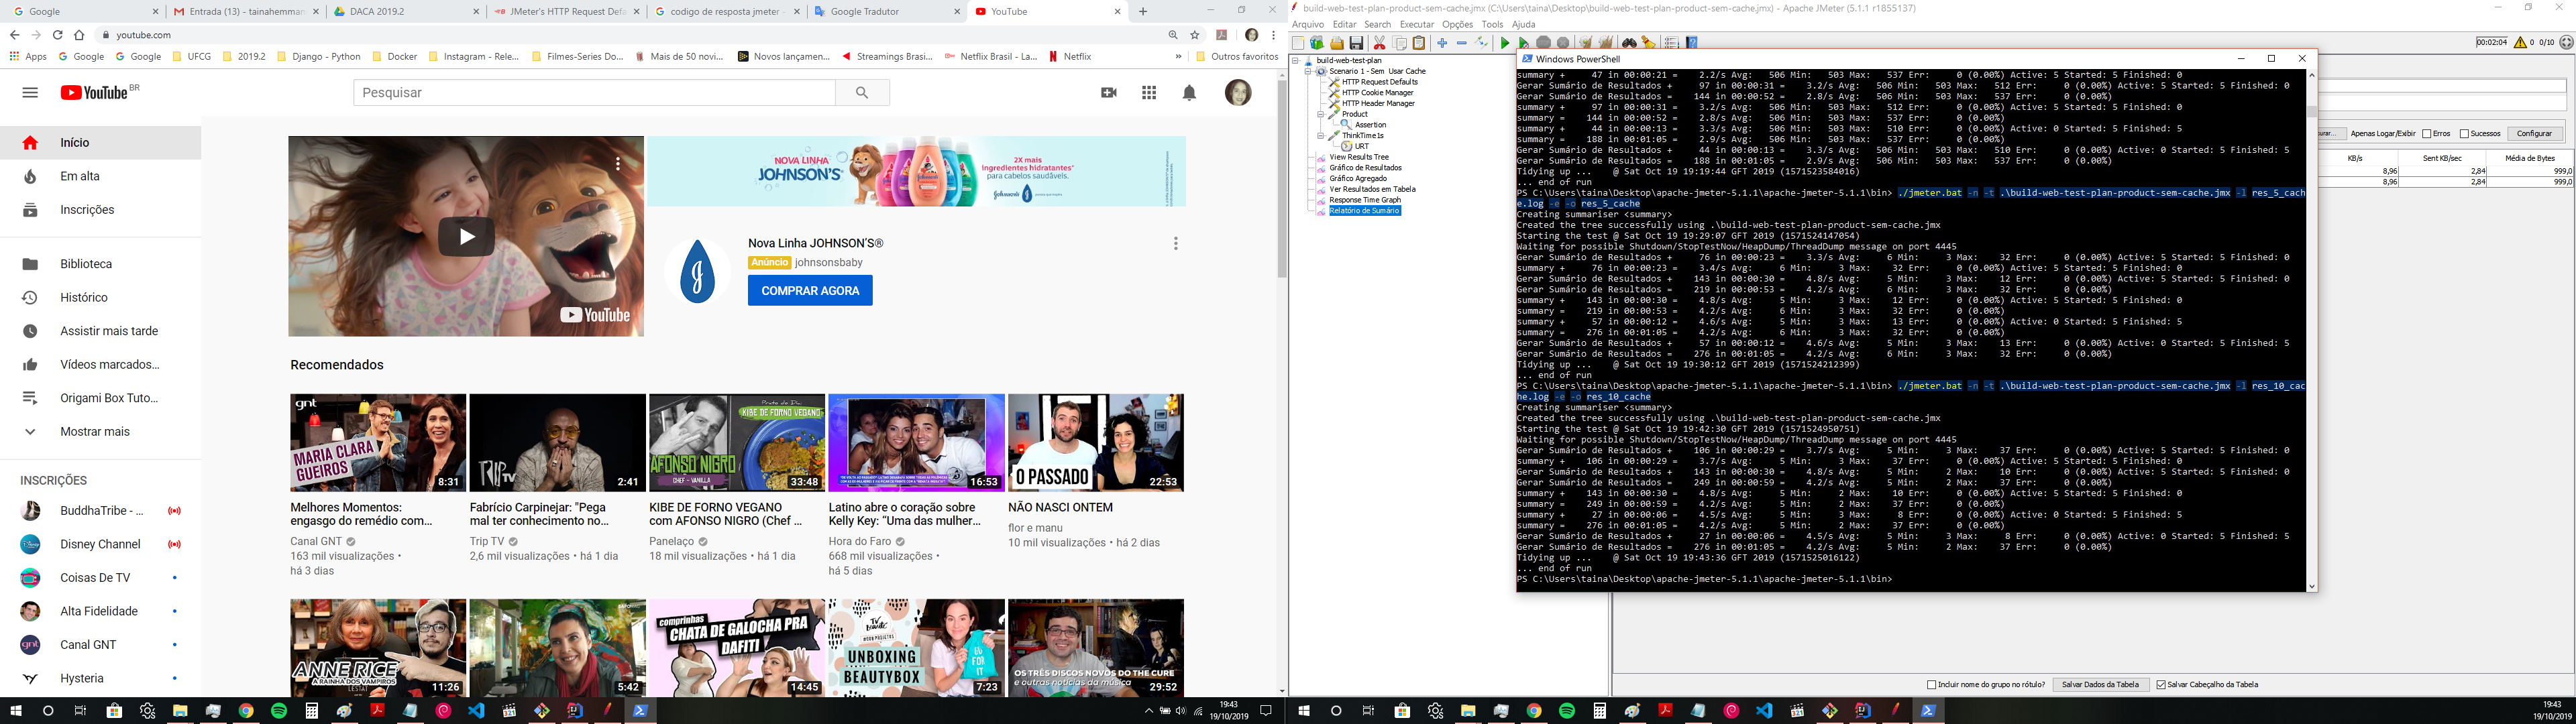 Google
Entrada (13) - tainahemman
DACA 2019.2
JMeter's HTTP Request Defa
codigo de resposta jmeter
Google Tradutor
YouTube
youtube.com
Apps
Google
Google
UFCG
2019.2
Django - Python
Docker
Instagram - Rele...
Filmes-Series Do...
Mais de 50 novi...
Novos lançamen...
Streamings Brasi...
Netflix Brasil - La...
Netflix
Outros favoritos
YouTube BR
Pesquisar
Início
Em alta
Inscrições
Biblioteca
Histórico
Assistir mais tarde
Vídeos marcados...
Origami Box Tuto...
Mostrar mais
INSCRIÇÕES
BuddhaTribe - ...
Disney Channel
Coisas De TV
Alta Fidelidade
Canal GNT
Hysteria
YouTube
NOVA LINHA
JOHNSON'S
2X mais
ingredientes hidratantes*
para cabelos saudáveis.
Nova Linha JOHNSON'S®
Anúncio johnsonsbaby
COMPRAR AGORA
Recomendados
gnt
MARIA CLARA
GUEIROS
8:31
Melhores Momentos:
engasgo do remédio com...
Canal GNT
163 mil visualizações •
há 3 dias
TRIP TV
2:41
Fabrício Carpinejar: "Pega
mal ter conhecimento no...
Trip TV
2,6 mil visualizações • há 1 dia
KIBE DE FORNO VEGANO
AFONSO NIGRO
CHEF - VANILLA
33:48
KIBE DE FORNO VEGANO
com AFONSO NIGRO (Chef ...
Panelaço
18 mil visualizações • há 1 dia
16:53
Latino abre o coração sobre
Kelly Key: “Uma das mulher...
Hora do Faro
668 mil visualizações •
há 5 dias
O PASSADO
22:53
NÃO NASCI ONTEM
flor e manu
10 mil visualizações • há 2 dias
ANNE RICE
A RAINHA DOS VAMPIROS
LESTAT
11:26
5:42
comprinhas
CHATA DE GALOCHA PRA
DAFITI
14:45
UNBOXING
BEAUTYBOX
7:23
OS TRÊS DISCOS NOVOS DO THE CURE
e outras notícias da música
29:52
19:43
19/10/2019
build-web-test-plan-product-sem-cache.jmx (C:\Users\taina\Desktop\build-web-test-plan-product-sem-cache.jmx) - Apache JMeter (5.1.1 r1855137)
Arquivo Editar Search Executar Opções Tools Ajuda
00:02:04 0 0/10
build-web-test-plan
Scenario 1 - Sem Usar Cache
HTTP Request Defaults
HTTP Cookie Manager
HTTP Header Manager
Product
Assertion
ThinkTime 1s
URT
View Results Tree
Gráfico de Resultados
Gráfico Agregado
Ver Resultados em Tabela
Response Time Graph
Relatório de Sumário
Windows PowerShell
summary + 47 in 00:00:21 = 2.2/s Avg: 506 Min: 503 Max: 537 Err: 0 (0.00%) Active: 5 Started: 5 Finished: 0
Gerar Sumário de Resultados + 97 in 00:00:31 = 3.2/s Avg: 506 Min: 503 Max: 512 Err: 0 (0.00%) Active: 5 Started: 5 Finished: 0
Gerar Sumário de Resultados = 144 in 00:00:52 = 2.8/s Avg: 506 Min: 503 Max: 537 Err: 0 (0.00%)
summary + 97 in 00:00:31 = 3.2/s Avg: 506 Min: 503 Max: 512 Err: 0 (0.00%) Active: 5 Started: 5 Finished: 0
summary = 144 in 00:00:52 = 2.8/s Avg: 506 Min: 503 Max: 537 Err: 0 (0.00%)
summary + 44 in 00:00:13 = 3.3/s Avg: 506 Min: 503 Max: 510 Err: 0 (0.00%) Active: 0 Started: 5 Finished: 5
summary = 188 in 00:01:05 = 2.9/s Avg: 506 Min: 503 Max: 537 Err: 0 (0.00%)
Gerar Sumário de Resultados + 44 in 00:00:13 = 3.3/s Avg: 506 Min: 503 Max: 510 Err: 0 (0.00%) Active: 0 Started: 5 Finished: 5
Gerar Sumário de Resultados = 188 in 00:01:05 = 2.9/s Avg: 506 Min: 503 Max: 537 Err: 0 (0.00%)
Tidying up ... @ Sat Oct 19 19:19:44 GFT 2019 (1571523584016)
... end of run
PS C:\Users\taina\Desktop\apache-jmeter-5.1.1\apache-jmeter-5.1.1\bin> ./jmeter.bat -n -t .\build-web-test-plan-product-sem-cache.jmx -l res_5_cach
e.log -e -o res_5_cache
Creating summariser <summary>
Created the tree successfully using .\build-web-test-plan-product-sem-cache.jmx
Starting the test @ Sat Oct 19 19:29:07 GFT 2019 (1571524147054)
Waiting for possible Shutdown/StopTestNow/HeapDump/ThreadDump message on port 4445
Gerar Sumário de Resultados + 76 in 00:00:23 = 3.3/s Avg: 6 Min: 3 Max: 32 Err: 0 (0.00%) Active: 5 Started: 5 Finished: 0
summary + 76 in 00:00:23 = 3.4/s Avg: 6 Min: 3 Max: 32 Err: 0 (0.00%) Active: 5 Started: 5 Finished: 0
Gerar Sumário de Resultados + 143 in 00:00:30 = 4.8/s Avg: 5 Min: 3 Max: 12 Err: 0 (0.00%) Active: 5 Started: 5 Finished: 0
Gerar Sumário de Resultados = 219 in 00:00:53 = 4.2/s Avg: 6 Min: 3 Max: 32 Err: 0 (0.00%)
summary + 143 in 00:00:30 = 4.8/s Avg: 5 Min: 3 Max: 12 Err: 0 (0.00%) Active: 5 Started: 5 Finished: 0
summary = 219 in 00:00:53 = 4.2/s Avg: 6 Min: 3 Max: 32 Err: 0 (0.00%)
summary + 57 in 00:00:12 = 4.6/s Avg: 5 Min: 3 Max: 13 Err: 0 (0.00%) Active: 0 Started: 5 Finished: 5
summary = 276 in 00:01:05 = 4.2/s Avg: 6 Min: 3 Max: 32 Err: 0 (0.00%)
Gerar Sumário de Resultados + 57 in 00:00:12 = 4.6/s Avg: 5 Min: 3 Max: 13 Err: 0 (0.00%) Active: 0 Started: 5 Finished: 5
Gerar Sumário de Resultados = 276 in 00:01:05 = 4.2/s Avg: 6 Min: 3 Max: 32 Err: 0 (0.00%)
Tidying up ... @ Sat Oct 19 19:30:12 GFT 2019 (1571524212399)
... end of run
PS C:\Users\taina\Desktop\apache-jmeter-5.1.1\apache-jmeter-5.1.1\bin> ./jmeter.bat -n -t .\build-web-test-plan-product-sem-cache.jmx -l res_10_cac
he.log -e -o res_10_cache
Creating summariser <summary>
Created the tree successfully using .\build-web-test-plan-product-sem-cache.jmx
Starting the test @ Sat Oct 19 19:42:30 GFT 2019 (1571524950751)
Waiting for possible Shutdown/StopTestNow/HeapDump/ThreadDump message on port 4445
Gerar Sumário de Resultados + 106 in 00:00:29 = 3.7/s Avg: 5 Min: 3 Max: 37 Err: 0 (0.00%) Active: 5 Started: 5 Finished: 0
summary + 106 in 00:00:29 = 3.7/s Avg: 5 Min: 3 Max: 37 Err: 0 (0.00%) Active: 5 Started: 5 Finished: 0
Gerar Sumário de Resultados + 143 in 00:00:30 = 4.8/s Avg: 5 Min: 2 Max: 10 Err: 0 (0.00%) Active: 5 Started: 5 Finished: 0
Gerar Sumário de Resultados = 249 in 00:00:59 = 4.2/s Avg: 5 Min: 2 Max: 37 Err: 0 (0.00%)
summary + 143 in 00:00:30 = 4.8/s Avg: 5 Min: 2 Max: 10 Err: 0 (0.00%) Active: 5 Started: 5 Finished: 0
summary = 249 in 00:00:59 = 4.2/s Avg: 5 Min: 2 Max: 37 Err: 0 (0.00%)
summary + 27 in 00:00:06 = 4.5/s Avg: 5 Min: 3 Max: 8 Err: 0 (0.00%) Active: 0 Started: 5 Finished: 5
summary = 276 in 00:01:05 = 4.2/s Avg: 5 Min: 2 Max: 37 Err: 0 (0.00%)
Gerar Sumário de Resultados + 27 in 00:00:06 = 4.5/s Avg: 5 Min: 3 Max: 8 Err: 0 (0.00%) Active: 0 Started: 5 Finished: 5
Gerar Sumário de Resultados = 276 in 00:01:05 = 4.2/s Avg: 5 Min: 2 Max: 37 Err: 0 (0.00%)
Tidying up ... @ Sat Oct 19 19:43:36 GFT 2019 (1571525016122)
... end of run
PS C:\Users\taina\Desktop\apache-jmeter-5.1.1\apache-jmeter-5.1.1\bin>
Apenas Logar/Exibir Erros Sucessos Configurar
KB/s Sent KB/sec Média de Bytes
8,96 2,84 999,0
8,96 2,84 999,0
Incluir nome do grupo no rótulo? Salvar Dados da Tabela Salvar Cabeçalho da Tabela
19:43
19/10/2019